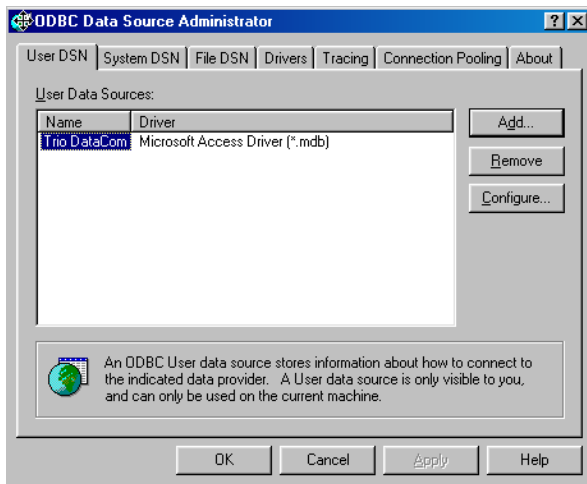 ODBC Data Source Administrator
User DSN System DSN File DSN Drivers Tracing Connection Pooling About
User Data Sources:
Name Driver
Trio DataCom Microsoft Access Driver (*.mdb)
Add...
Remove
Configure...
An ODBC User data source stores information about how to connect to
the indicated data provider. A User data source is only visible to you,
and can only be used on the current machine.
OK Cancel Apply Help